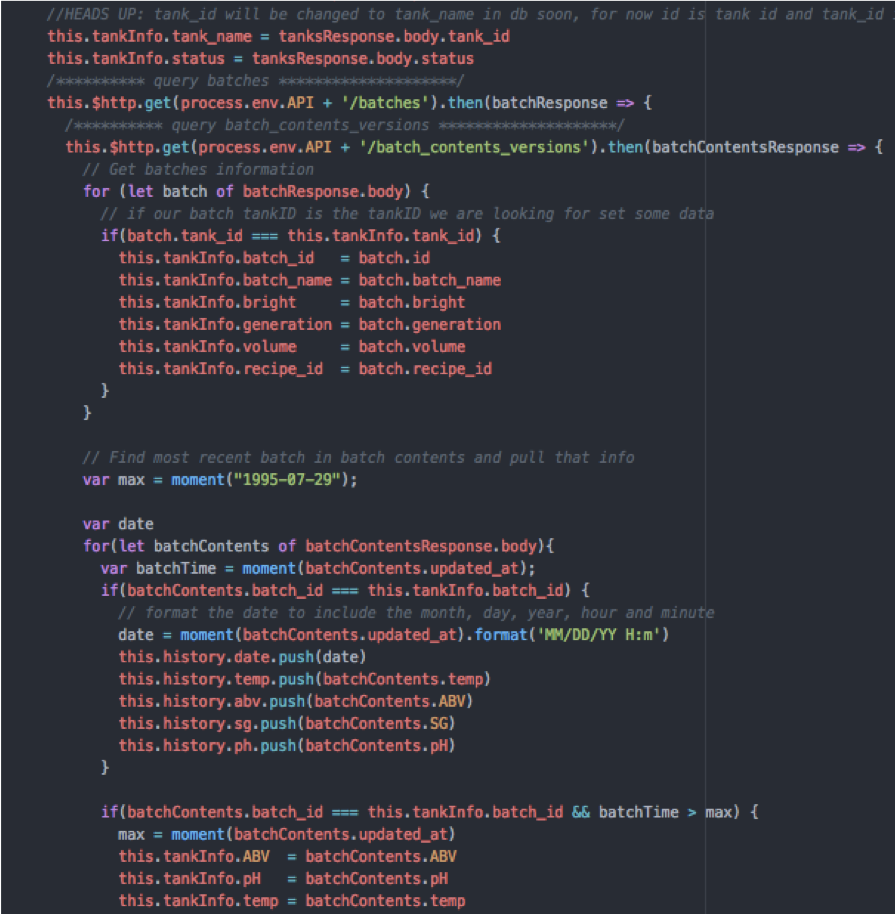 //HEADS UP: tank_id will be changed to tank_name in db soon, for now id is tank id and tank_id
this.tankInfo.tank_name = tanksResponse.body.tank_id
this.tankInfo.status = tanksResponse.body.status
/********** query batches ********************/
this.$http.get(process.env.API + '/batches').then(batchResponse => {
/********** query batch_contents_versions ********************/
this.$http.get(process.env.API + '/batch_contents_versions').then(batchContentsResponse => {
// Get batches information
for (let batch of batchResponse.body) {
// if our batch tankID is the tankID we are looking for set some data
if(batch.tank_id === this.tankInfo.tank_id) {
this.tankInfo.batch_id   = batch.id
this.tankInfo.batch_name = batch.batch_name
this.tankInfo.bright     = batch.bright
this.tankInfo.generation = batch.generation
this.tankInfo.volume     = batch.volume
this.tankInfo.recipe_id  = batch.recipe_id
}
}
// Find most recent batch in batch contents and pull that info
var max = moment("1995-07-29");
var date
for(let batchContents of batchContentsResponse.body){
var batchTime = moment(batchContents.updated_at);
if(batchContents.batch_id === this.tankInfo.batch_id) {
// format the date to include the month, day, year, hour and minute
date = moment(batchContents.updated_at).format('MM/DD/YY H:m')
this.history.date.push(date)
this.history.temp.push(batchContents.temp)
this.history.abv.push(batchContents.ABV)
this.history.sg.push(batchContents.SG)
this.history.ph.push(batchContents.pH)
}
if(batchContents.batch_id === this.tankInfo.batch_id && batchTime > max) {
max = moment(batchContents.updated_at)
this.tankInfo.ABV  = batchContents.ABV
this.tankInfo.pH   = batchContents.pH
this.tankInfo.temp = batchContents.temp